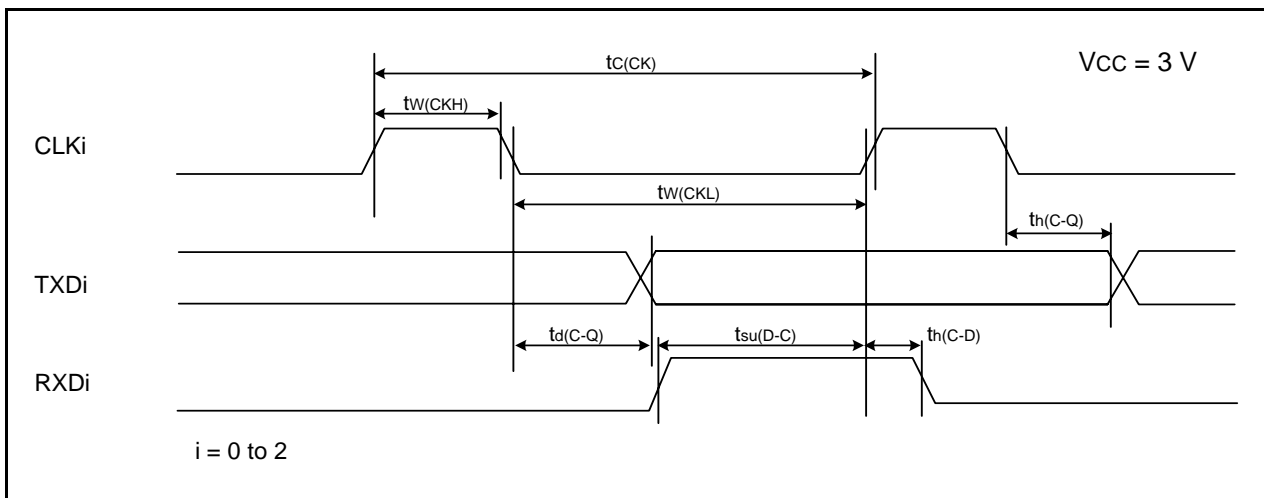 tC(CK)
VCC = 3 V
tW(CKH)
CLKi
tW(CKL)
th(C-Q)
TXDi
td(C-Q)
tsu(D-C)
th(C-D)
RXDi
i = 0 to 2